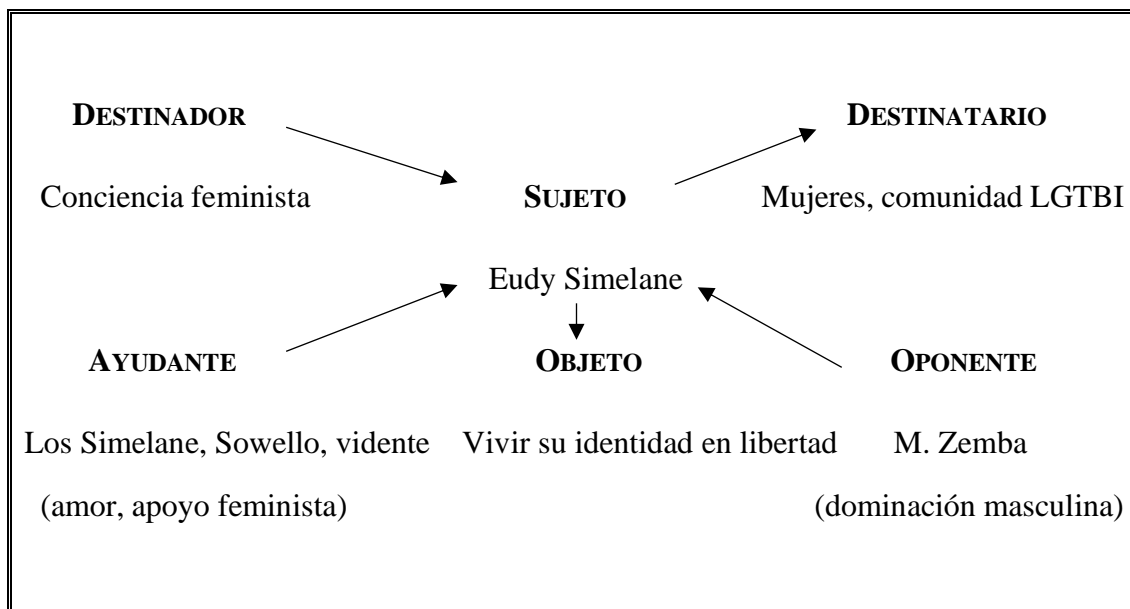 DESTINADOR DESTINATARIO
Conciencia feminista SUJETO Mujeres, comunidad LGTBI
Eudy Simelane
AYUDANTE OBJETO OPONENTE
Los Simelane, Sowello, vidente Vivir su identidad en libertad M. Zemba
(amor, apoyo feminista) (dominación masculina)